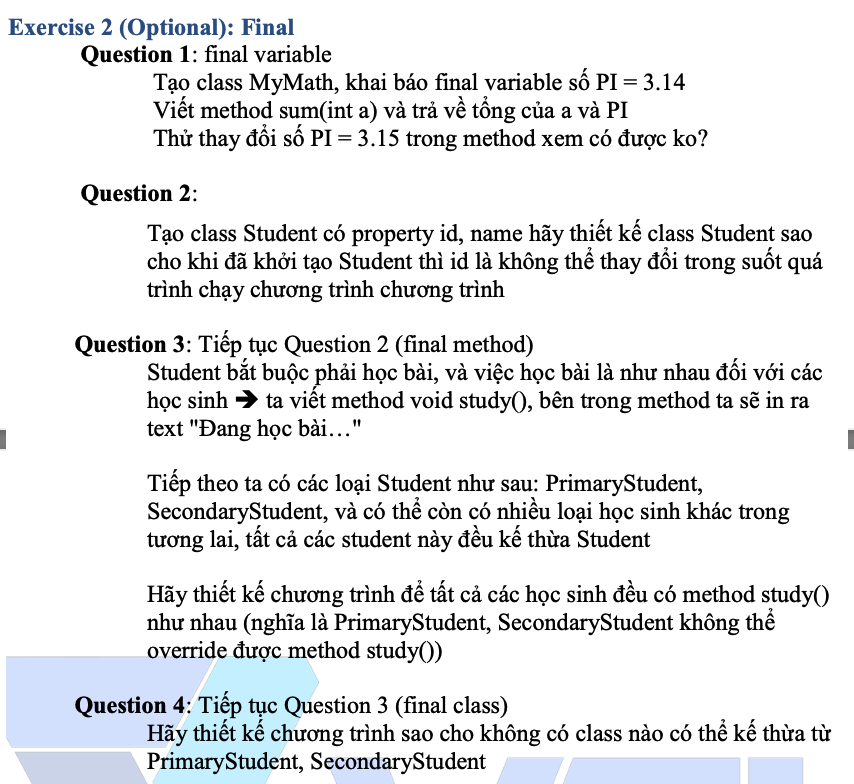 Exercise 2 (Optional): Final
Question 1: final variable
Tạo class MyMath, khai báo final variable số PI = 3.14
Viết method sum(int a) và trả về tổng của a và PI
Thử thay đổi số PI = 3.15 trong method xem có được ko?
Question 2:
Tạo class Student có property id, name hãy thiết kế class Student sao
cho khi đã khởi tạo Student thì id là không thể thay đổi trong suốt quá
trình chạy chương trình chương trình
Question 3: Tiếp tục Question 2 (final method)
Student bắt buộc phải học bài, và việc học bài là như nhau đối với các
học sinh ➔ ta viết method void study(), bên trong method ta sẽ in ra
text "Đang học bài…"
Tiếp theo ta có các loại Student như sau: PrimaryStudent,
SecondaryStudent, và có thể còn có nhiều loại học sinh khác trong
tương lai, tất cả các student này đều kế thừa Student
Hãy thiết kế chương trình để tất cả các học sinh đều có method study()
như nhau (nghĩa là PrimaryStudent, SecondaryStudent không thể
override được method study())
Question 4: Tiếp tục Question 3 (final class)
Hãy thiết kế chương trình sao cho không có class nào có thể kế thừa từ
PrimaryStudent, SecondaryStudent